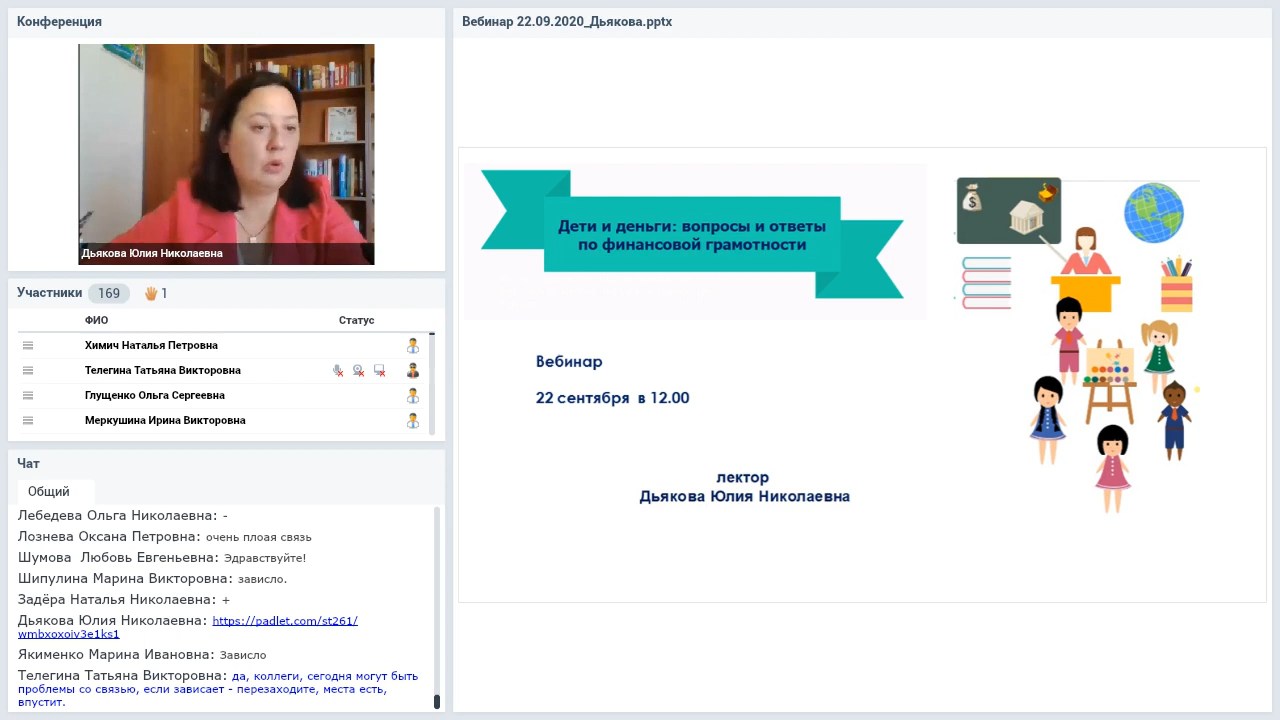 Конференция
Дьякова Юлия Николаевна
Участники 169 1
ФИО Статус
Химич Наталья Петровна
Телегина Татьяна Викторовна
Глущенко Ольга Сергеевна
Меркушина Ирина Викторовна
Чат
Общий
Лебедева Ольга Николаевна: -
Лознева Оксана Петровна: очень плоая связь
Шумова Любовь Евгеньевна: Здравствуйте!
Шипулина Марина Викторовна: зависло.
Задёра Наталья Николаевна: +
Дьякова Юлия Николаевна: https://padlet.com/st261/
wmbxoxoiv3e1ks1
Якименко Марина Ивановна: Зависло
Телегина Татьяна Викторовна: да, коллеги, сегодня могут быть
проблемы со связью, если зависает - перезаходите, места есть,
впустит.
Вебинар 22.09.2020_Дьякова.pptx
Дети и деньги: вопросы и ответы
по финансовой грамотности
Вебинар
22 сентября в 12.00
лектор
Дьякова Юлия Николаевна